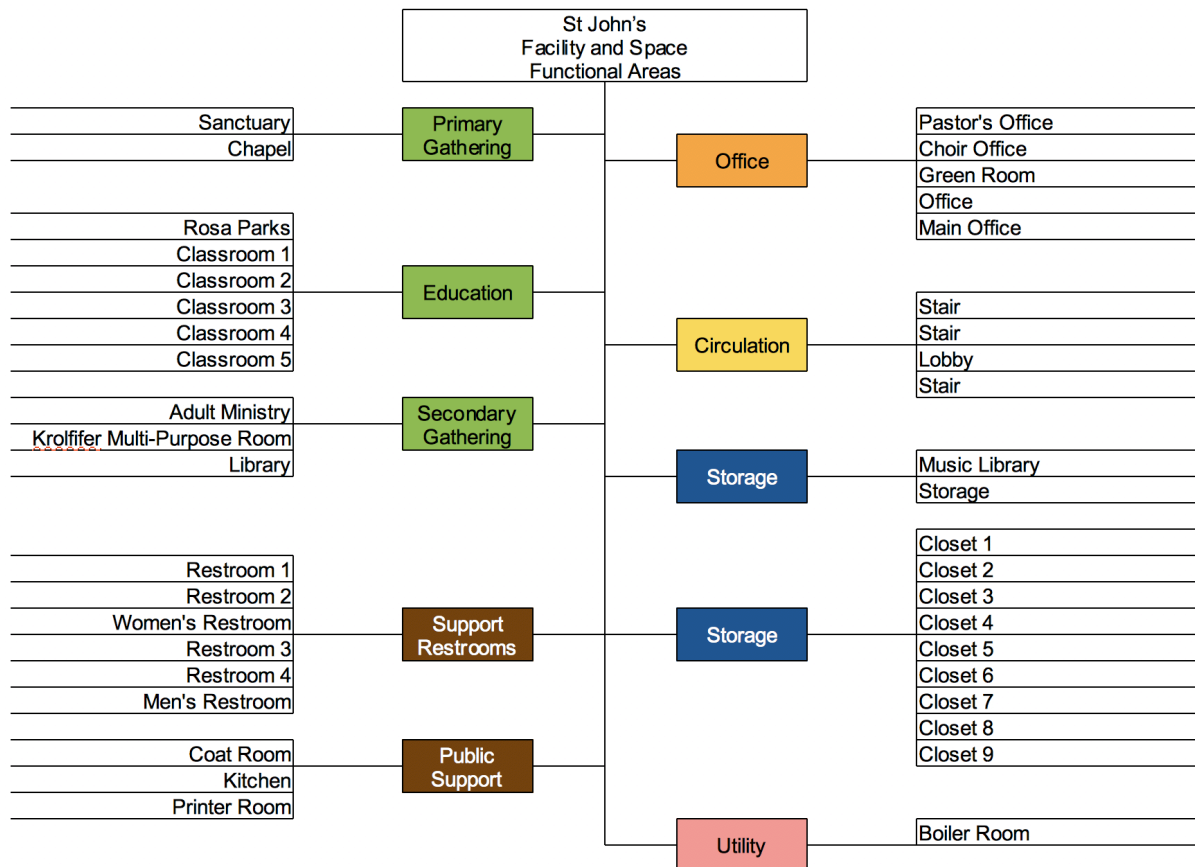 St John's
Facility and Space
Functional Areas
Sanctuary
Chapel
Primary
Gathering
Rosa Parks
Classroom 1
Classroom 2
Classroom 3
Classroom 4
Classroom 5
Education
Adult Ministry
Krolfifer Multi-Purpose Room
Library
Secondary
Gathering
Restroom 1
Restroom 2
Women's Restroom
Restroom 3
Restroom 4
Men's Restroom
Support
Restrooms
Coat Room
Kitchen
Printer Room
Public
Support
Office
Pastor's Office
Choir Office
Green Room
Office
Main Office
Circulation
Stair
Stair
Lobby
Stair
Storage
Music Library
Storage
Storage
Closet 1
Closet 2
Closet 3
Closet 4
Closet 5
Closet 6
Closet 7
Closet 8
Closet 9
Utility
Boiler Room